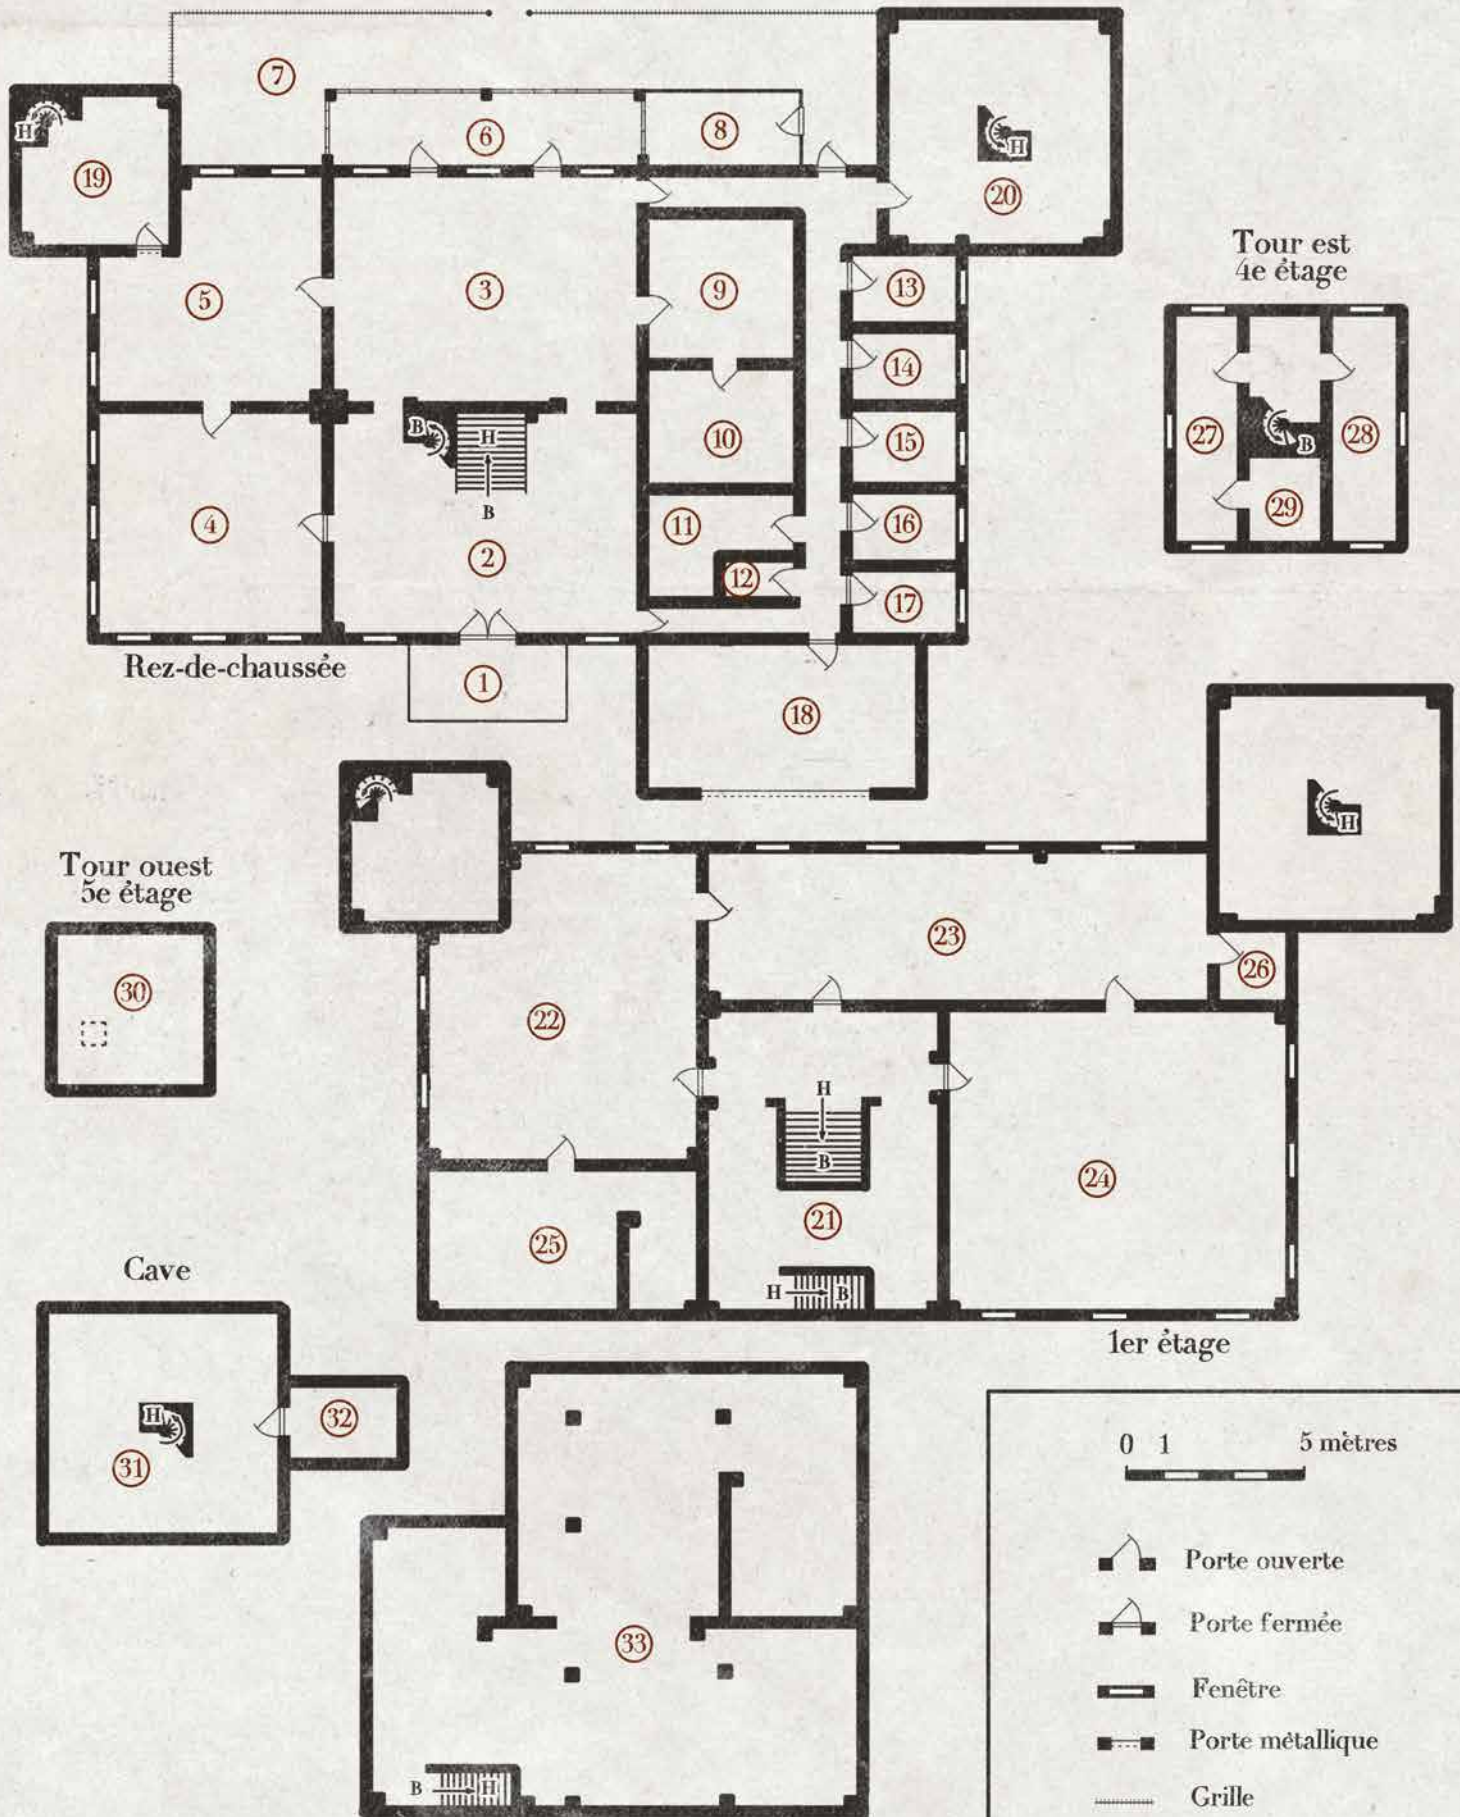 7
6
8
H
19
H
20
5
3
9
13
Tour est
4e étage
14
B
H
10
15
27
B
28
4
B
11
16
29
2
12
17
Rez-de-chaussée
1
18
H
Tour ouest
5e étage
23
26
30
22
H
B
24
21
25
H
B
Cave
1er étage
H
32
31
0 1 5 mètres
Porte ouverte
Porte fermée
33
Fenêtre
Porte métallique
B
H
Grille